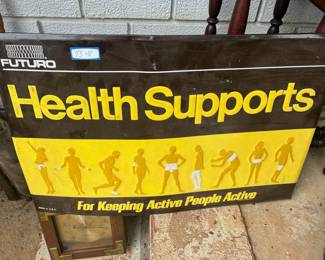 FUTURO
Health Supports
For Keeping Active People Active